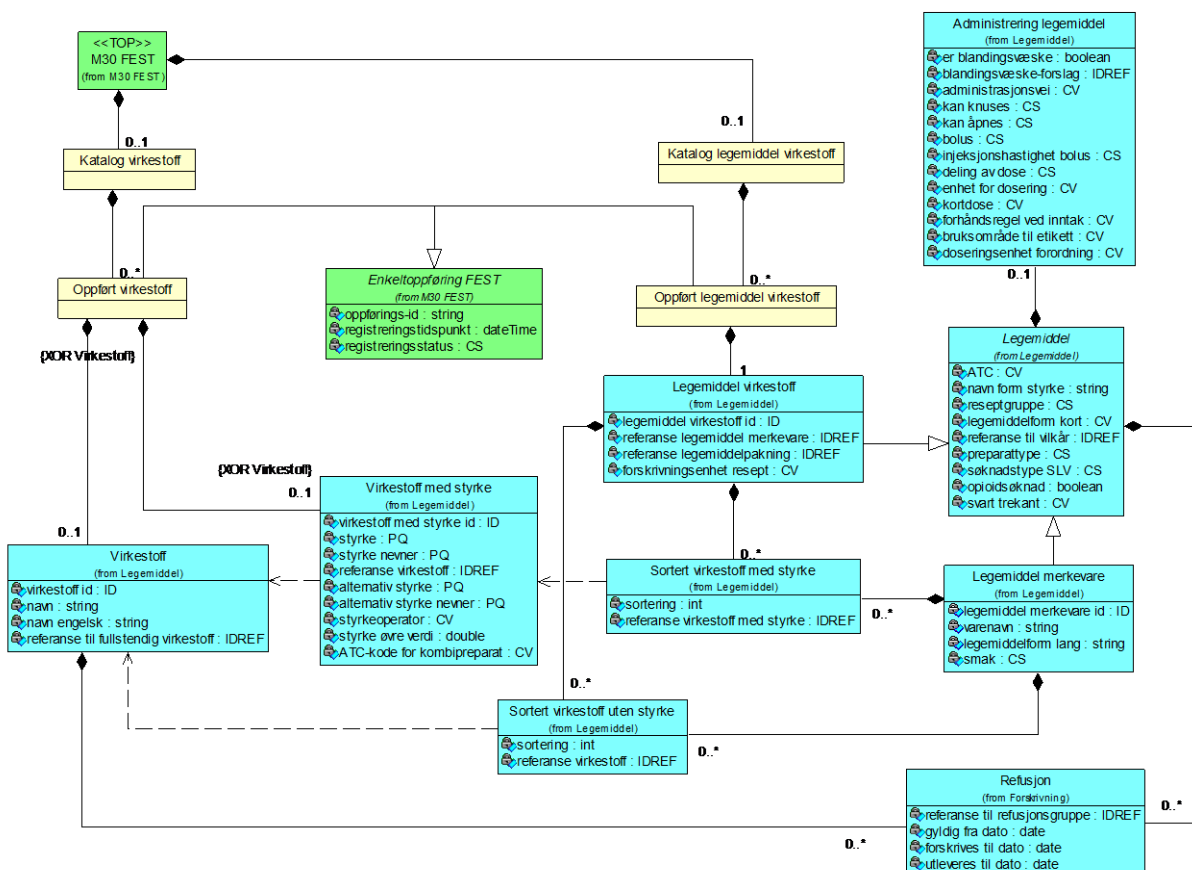 <<TOP>>
M30 FEST
(from M30 FEST)
0..1
Katalog virkestoff
0..*
Oppført virkestoff
{XOR Virkestoff}
0..1
Katalog legemiddel virkestoff
0..*
Oppført legemiddel virkestoff
Enkeltoppføring FEST
(from M30 FEST)
oppførings-id : string
registreringstidspunkt : dateTime
registreringsstatus : CS
Administrering legemiddel
(from Legemiddel)
er blandingsvæske : boolean
blandingsvæske-forslag : IDREF
administrasjonsvei : CV
kan knuses : CS
kan åpnes : CS
bolus : CS
injeksjonshastighet bolus : CS
deling av dose : CS
enhet for dosering : CV
kortdose : CV
forhåndsregel ved inntak : CV
bruksområde til etikett : CV
doseringsenhet forordning : CV
0..1
Legemiddel
(from Legemiddel)
ATC : CV
navn form styrke : string
reseptgruppe : CS
legemiddelform kort : CV
referanse til vilkår : IDREF
preparattype : CS
søknadstype SLV : CS
opioidsøknad : boolean
svart trekant : CV
1
Legemiddel virkestoff
(from Legemiddel)
legemiddel virkestoff id : ID
referanse legemiddel merkevare : IDREF
referanse legemiddelpakning : IDREF
forskrivningsenhet resept : CV
{XOR Virkestoff}
0..1
Virkestoff med styrke
(from Legemiddel)
virkestoff med styrke id : ID
styrke : PQ
styrke nevner : PQ
referanse virkestoff : IDREF
alternativ styrke : PQ
alternativ styrke nevner : PQ
styrkeoperator : CV
styrke øvre verdi : double
ATC-kode for kombipreparat : CV
0..1
Virkestoff
(from Legemiddel)
virkestoff id : ID
navn : string
navn engelsk : string
referanse til fullstendig virkestoff : IDREF
0..*
Sortert virkestoff med styrke
(from Legemiddel)
sortering : int
referanse virkestoff med styrke : IDREF
0..*
Legemiddel merkevare
(from Legemiddel)
legemiddel merkevare id : ID
varenavn : string
legemiddelform lang : string
smak : CS
0..*
Sortert virkestoff uten styrke
(from Legemiddel)
sortering : int
referanse virkestoff : IDREF
0..*
Refusjon
(from Forskrivning)
referanse til refusjonsgruppe : IDREF
gyldig fra dato : date
forskrives til dato : date
utleveres til dato : date
0..*
0..*